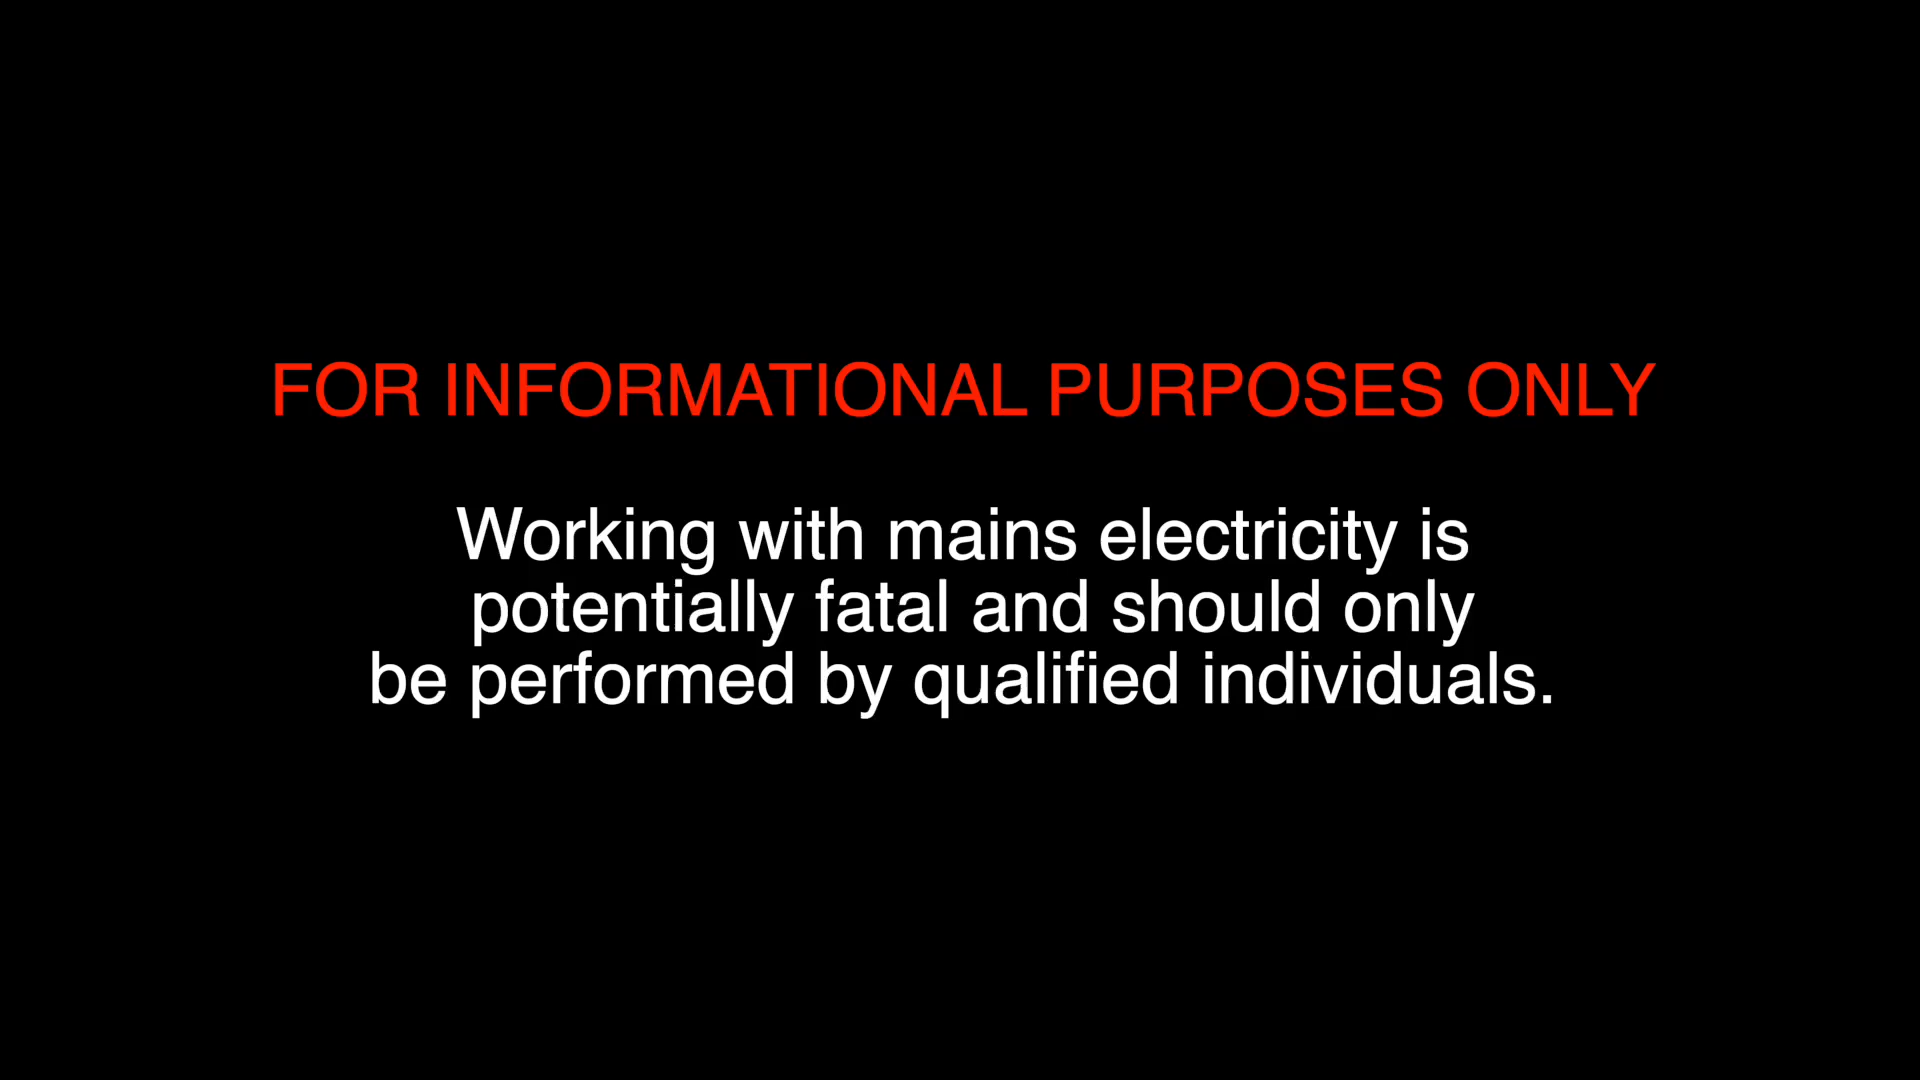 FOR INFORMATIONAL PURPOSES ONLY
Working with mains electricity is
potentially fatal and should only
be performed by qualified individuals.